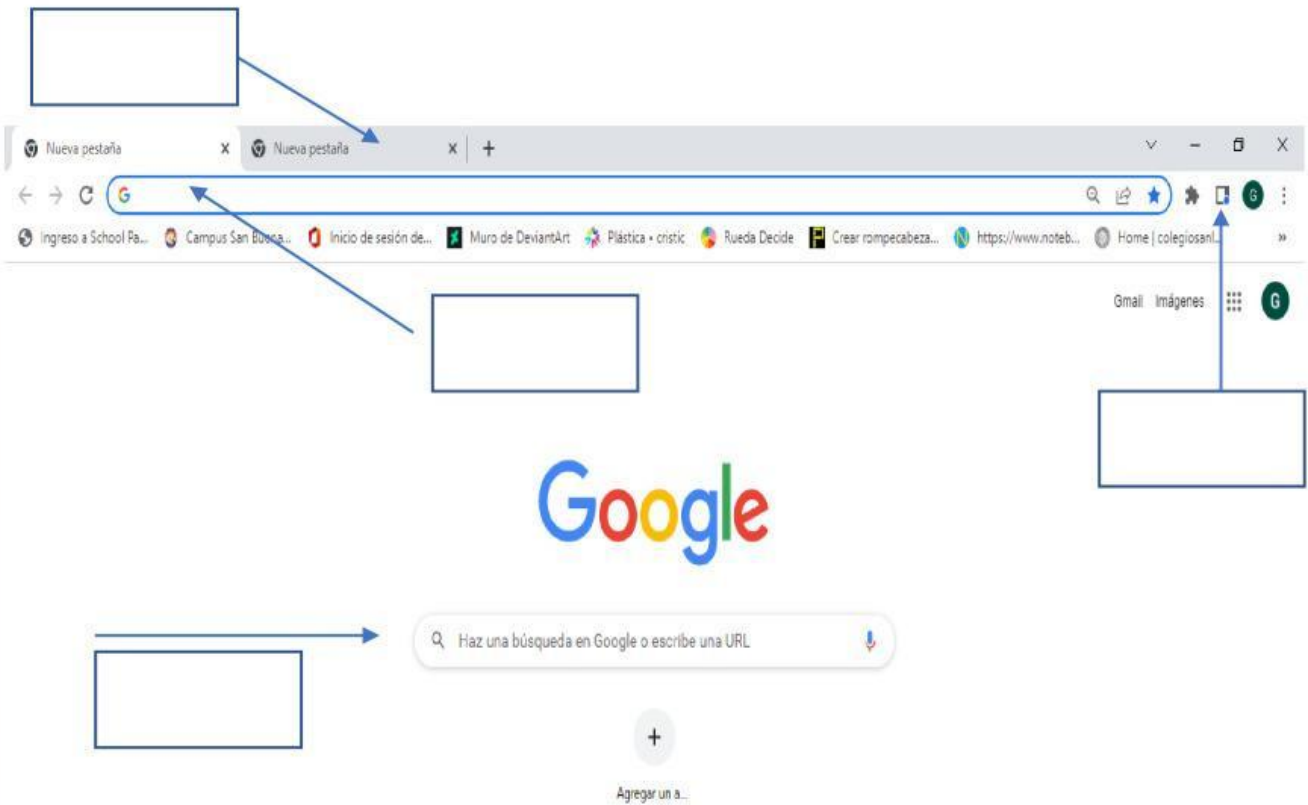 Nueva pestaña x Nueva pestaña x +
G G
Ingreso a School Pa... Campus San Buena... Inicio de sesión de... Muro de DeviantArt Plástica • cristic Rueda Decide Crear rompecabeza... https://www.noteb... Home | colegiosanl... »
Gmail Imágenes G
Google
Haz una búsqueda en Google o escribe una URL
+
Agregar un a...